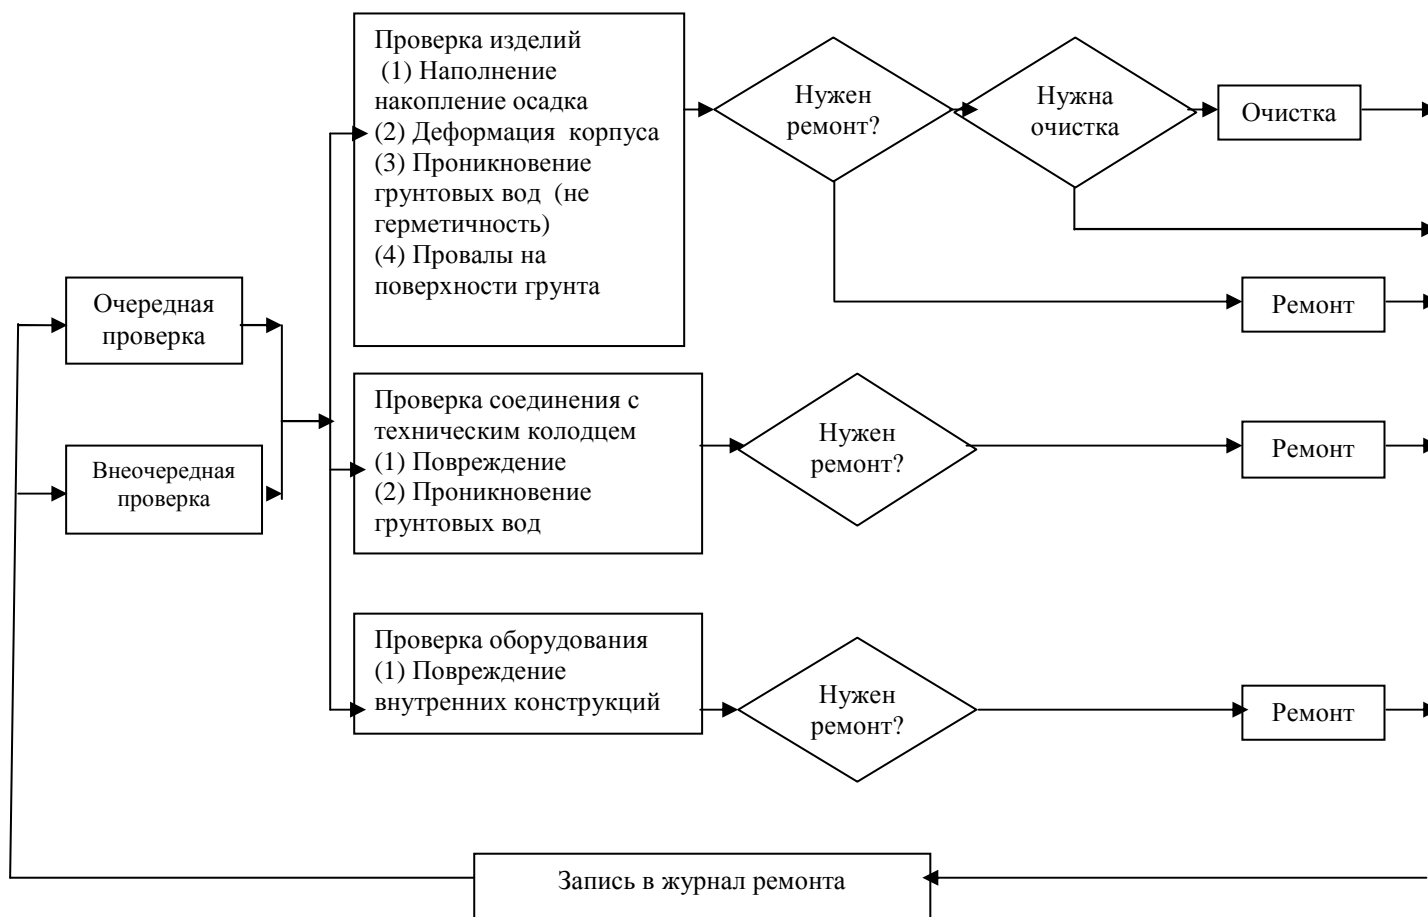 Проверка изделий
(1) Наполнение
накопление осадка
(2) Деформация корпуса
(3) Проникновение
грунтовых вод (не
герметичность)
(4) Провалы на
поверхности грунта
Нужен
ремонт?
Нужна
очистка
Очистка
Ремонт
Очередная
проверка
Внеочередная
проверка
Проверка соединения с
техническим колодцем
(1) Повреждение
(2) Проникновение
грунтовых вод
Нужен
ремонт?
Ремонт
Проверка оборудования
(1) Повреждение
внутренних конструкций
Нужен
ремонт?
Ремонт
Запись в журнал ремонта